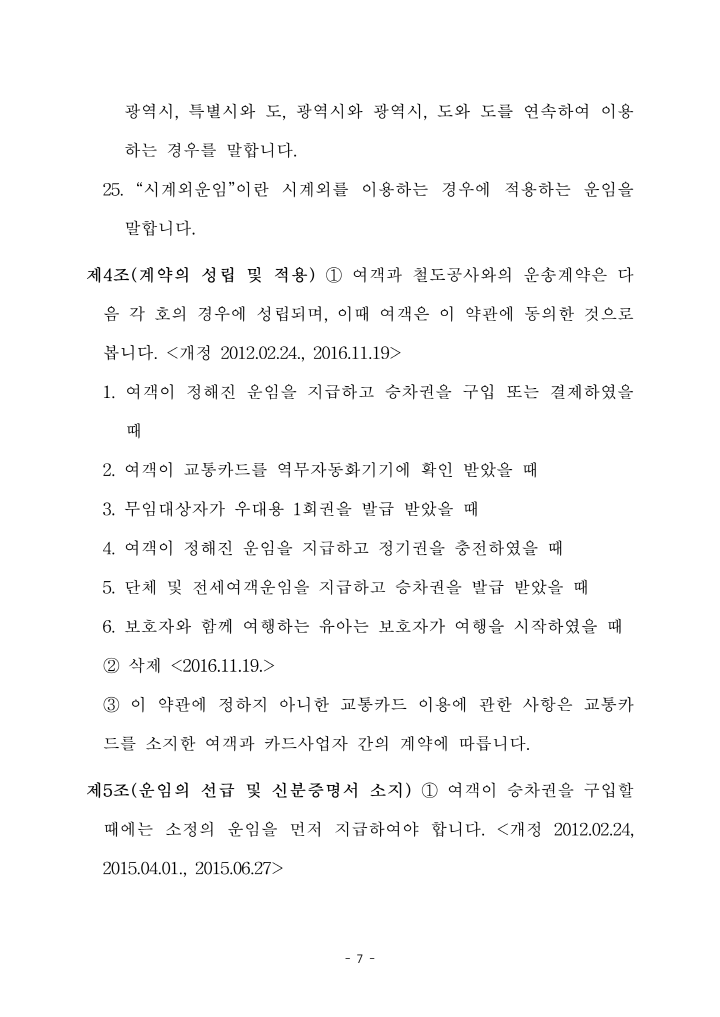 광역시, 특별시와 도, 광역시와 광역시, 도와 도를 연속하여 이용
하는 경우를 말합니다.
25. “시계외운임”이란 시계외를 이용하는 경우에 적용하는 운임을
말합니다.
제4조(계약의 성립 및 적용) ① 여객과 철도공사와의 운송계약은 다
음 각 호의 경우에 성립되며, 이때 여객은 이 약관에 동의한 것으로
봅니다. <개정 2012.02.24., 2016.11.19>
1. 여객이 정해진 운임을 지급하고 승차권을 구입 또는 결제하였을
때
2. 여객이 교통카드를 역무자동화기기에 확인 받았을 때
3. 무임대상자가 우대용 1회권을 발급 받았을 때
4. 여객이 정해진 운임을 지급하고 정기권을 충전하였을 때
5. 단체 및 전세여객운임을 지급하고 승차권을 발급 받았을 때
6. 보호자와 함께 여행하는 유아는 보호자가 여행을 시작하였을 때
② 삭제 <2016.11.19.>
③ 이 약관에 정하지 아니한 교통카드 이용에 관한 사항은 교통카
드를 소지한 여객과 카드사업자 간의 계약에 따릅니다.
제5조(운임의 선급 및 신분증명서 소지) ① 여객이 승차권을 구입할
때에는 소정의 운임을 먼저 지급하여야 합니다. <개정 2012.02.24,
2015.04.01., 2015.06.27>
- 7 -